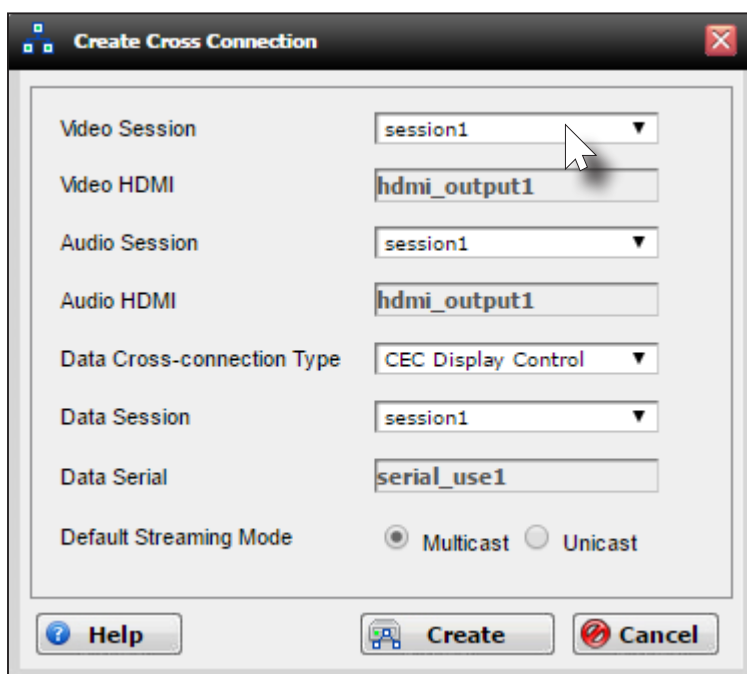 Create Cross Connection
Video Session session1
Video HDMI hdmi_output1
Audio Session session1
Audio HDMI hdmi_output1
Data Cross-connection Type CEC Display Control
Data Session session1
Data Serial serial_use1
Default Streaming Mode Multicast Unicast
Help Create Cancel